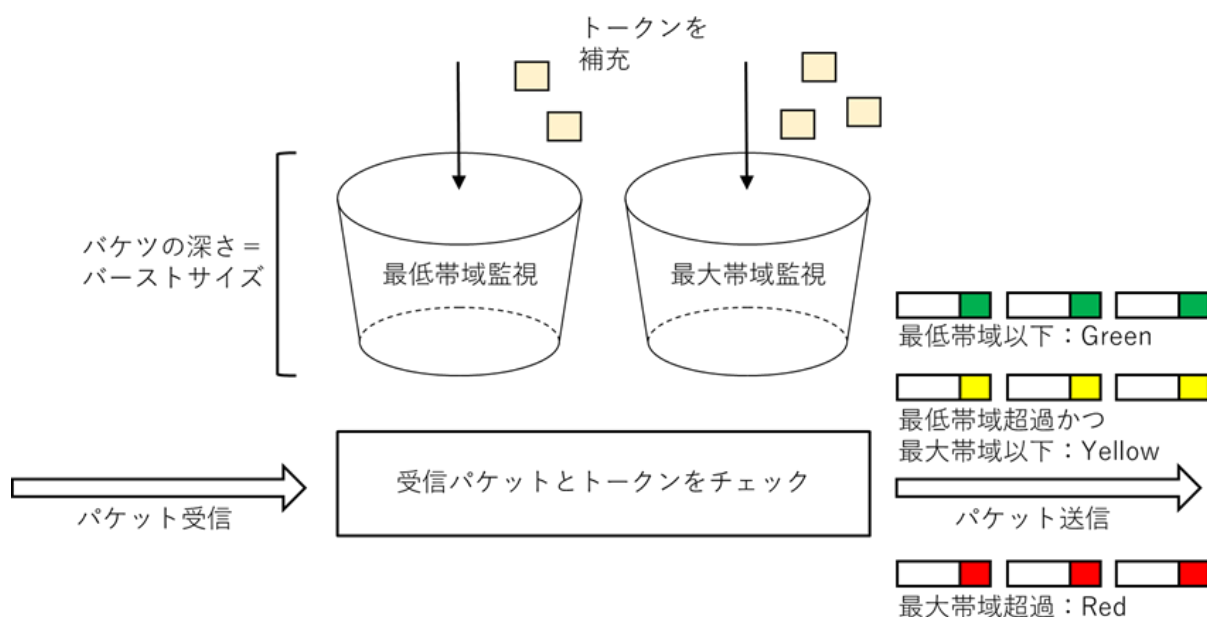 トークンを
補充
バケツの深さ＝
バーストサイズ
最低帯域監視
最大帯域監視
最低帯域以下：Green
最低帯域超過かつ
最大帯域以下：Yellow
受信パケットとトークンをチェック
パケット受信
パケット送信
最大帯域超過：Red